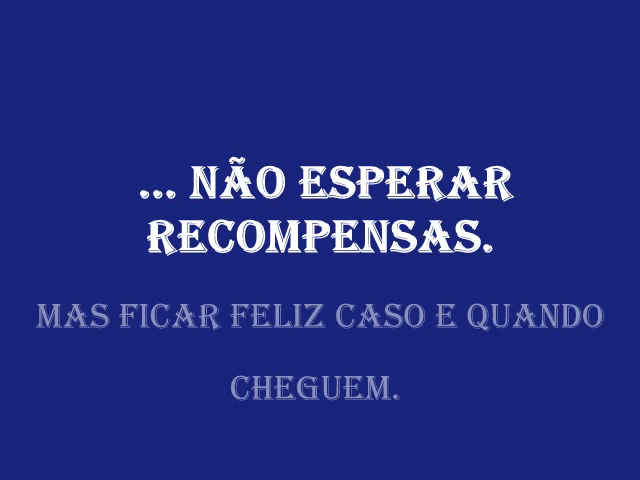 ... NÃO ESPERAR
RECOMPENSAS.
MAS FICAR FELIZ CASO E QUANDO
CHEGUEM.